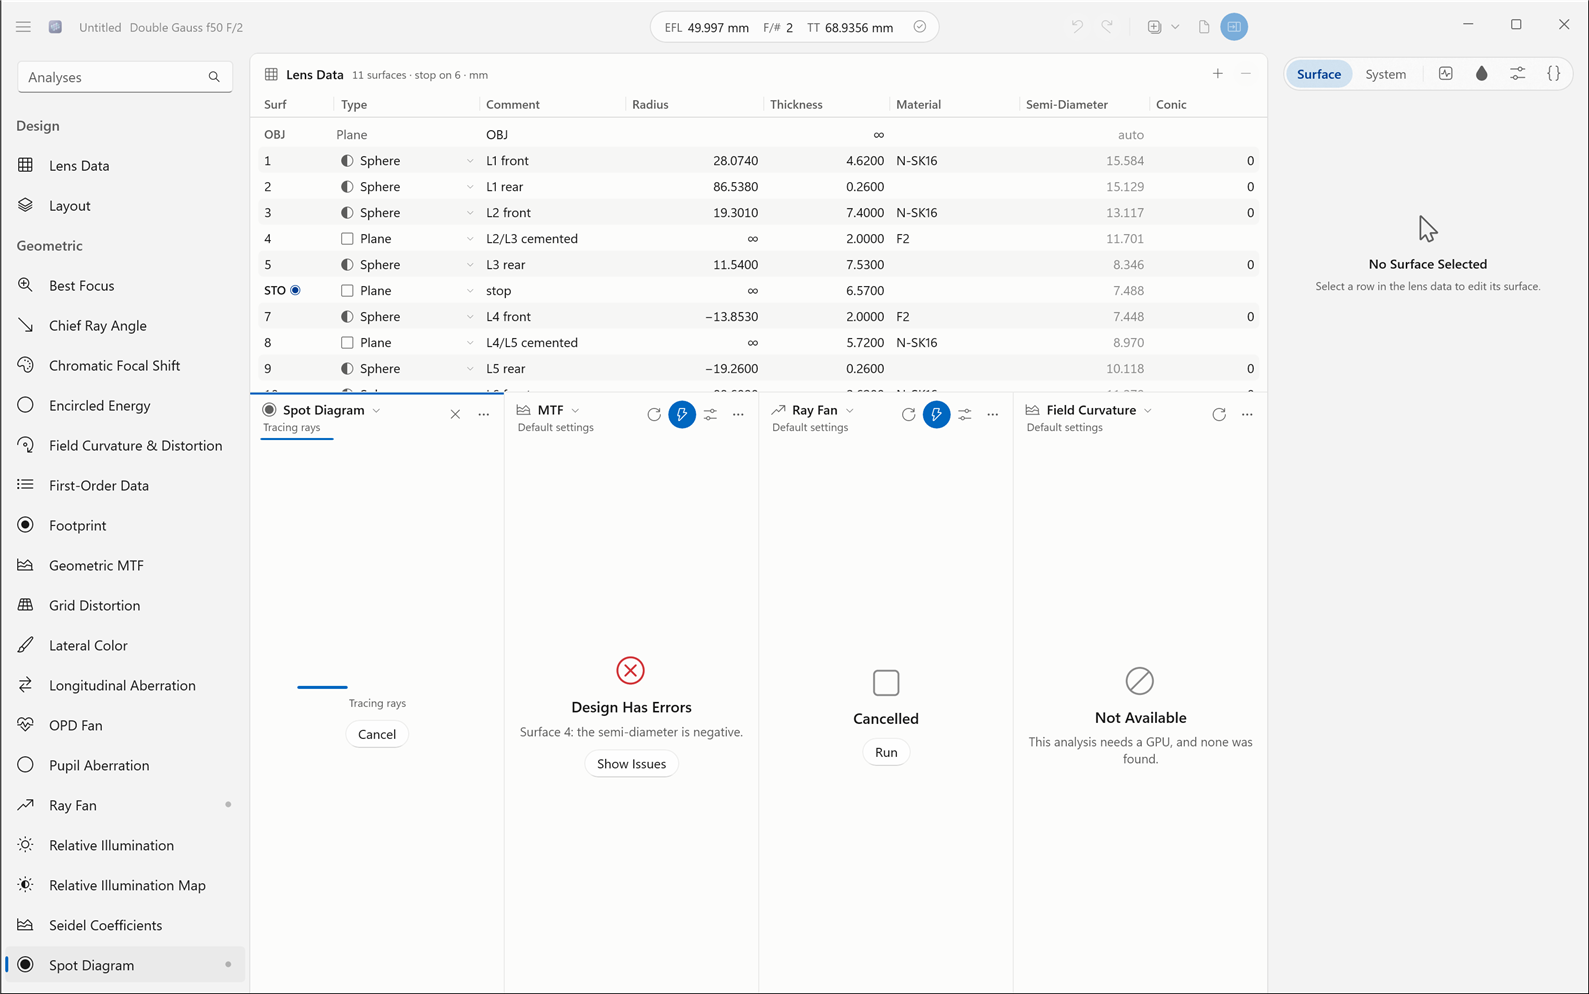 Untitled Double Gauss f50 F/2
EFL 49.997 mm F/# 2 TT 68.9356 mm
Analyses
Design
Lens Data
Layout
Geometric
Best Focus
Chief Ray Angle
Chromatic Focal Shift
Encircled Energy
Field Curvature & Distortion
First-Order Data
Footprint
Geometric MTF
Grid Distortion
Lateral Color
Longitudinal Aberration
OPD Fan
Pupil Aberration
Ray Fan
Relative Illumination
Relative Illumination Map
Seidel Coefficients
Spot Diagram
Lens Data 11 surfaces · stop on 6 · mm
Surf Type Comment Radius Thickness Material Semi-Diameter Conic
OBJ Plane OBJ ∞ auto
1 Sphere L1 front 28.0740 4.6200 N-SK16 15.584 0
2 Sphere L1 rear 86.5380 0.2600 15.129 0
3 Sphere L2 front 19.3010 7.4000 N-SK16 13.117 0
4 Plane L2/L3 cemented ∞ 2.0000 F2 11.701
5 Sphere L3 rear 11.5400 7.5300 8.346 0
STO Plane stop ∞ 6.5700 7.488
7 Sphere L4 front −13.8530 2.0000 F2 7.448 0
8 Plane L4/L5 cemented ∞ 5.7200 N-SK16 8.970
9 Sphere L5 rear −19.2600 0.2600 10.118 0
Spot Diagram
Tracing rays
Tracing rays
Cancel
MTF
Default settings
Design Has Errors
Surface 4: the semi-diameter is negative.
Show Issues
Ray Fan
Default settings
Cancelled
Run
Field Curvature
Default settings
Not Available
This analysis needs a GPU, and none was
found.
Surface System {}
No Surface Selected
Select a row in the lens data to edit its surface.